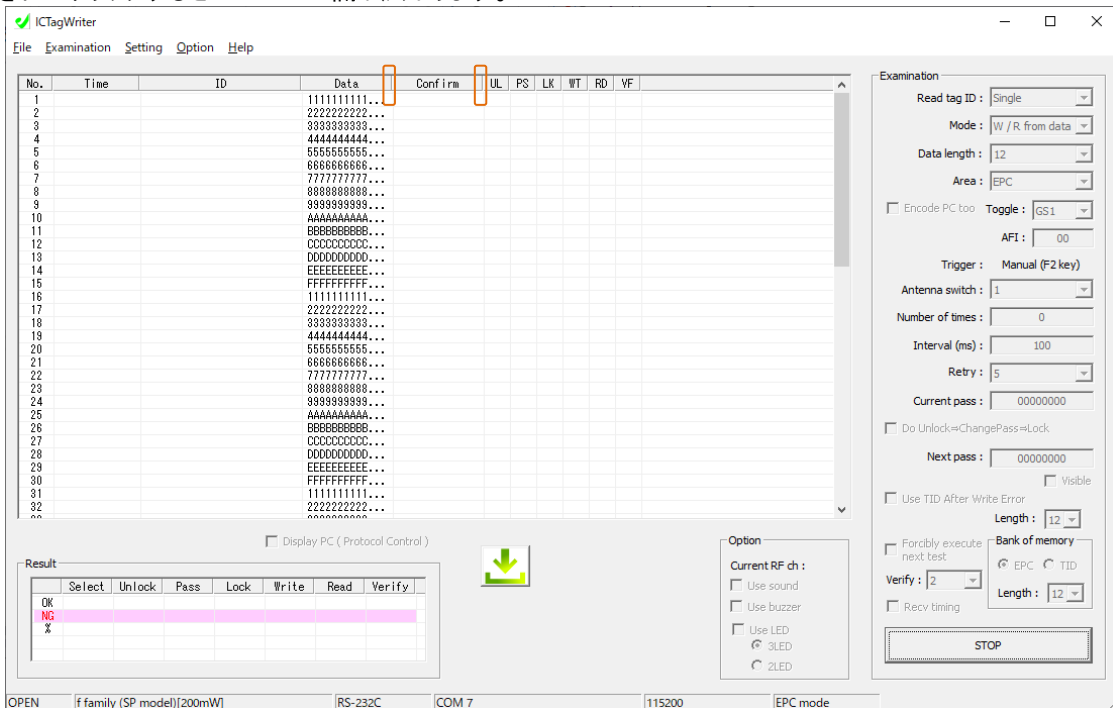 ICTagWriter
File Examination Setting Option Help
No. Time ID Data Confirm UL PS LK WT RD VF
1 1111111111...
2 2222222222...
3 3333333333...
4 4444444444...
5 5555555555...
6 6666666666...
7 7777777777...
8 8888888888...
9 9999999999...
10 AAAAAAAAAA...
11 BBBBBBBBBB...
12 CCCCCCCCCC...
13 DDDDDDDDDD...
14 EEEEEEEEEE...
15 FFFFFFFFFF...
16 1111111111...
17 2222222222...
18 3333333333...
19 4444444444...
20 5555555555...
21 6666666666...
22 7777777777...
23 8888888888...
24 9999999999...
25 AAAAAAAAAA...
26 BBBBBBBBBB...
27 CCCCCCCCCC...
28 DDDDDDDDDD...
29 EEEEEEEEEE...
30 FFFFFFFFFF...
31 1111111111...
32 2222222222...
Display PC ( Protocol Control )
Result
Select Unlock Pass Lock Write Read Verify
OK
NG
%
Option
Current RF ch :
Use sound
Use buzzer
Use LED
3LED
2LED
Examination
Read tag ID : Single
Mode : W / R from data
Data length : 12
Area : EPC
Encode PC too Toggle : GS1
AFI : 00
Trigger : Manual (F2 key)
Antenna switch : 1
Number of times : 0
Interval (ms) : 100
Retry : 5
Current pass : 00000000
Do Unlock⇒ChangePass⇒Lock
Next pass : 00000000
Visible
Use TID After Write Error
Length : 12
Forcibly execute next test
Bank of memory
EPC TID
Verify : 2
Length : 12
Recv timing
STOP
OPEN f family (SP model)[200mW] RS-232C COM 7 115200 EPC mode